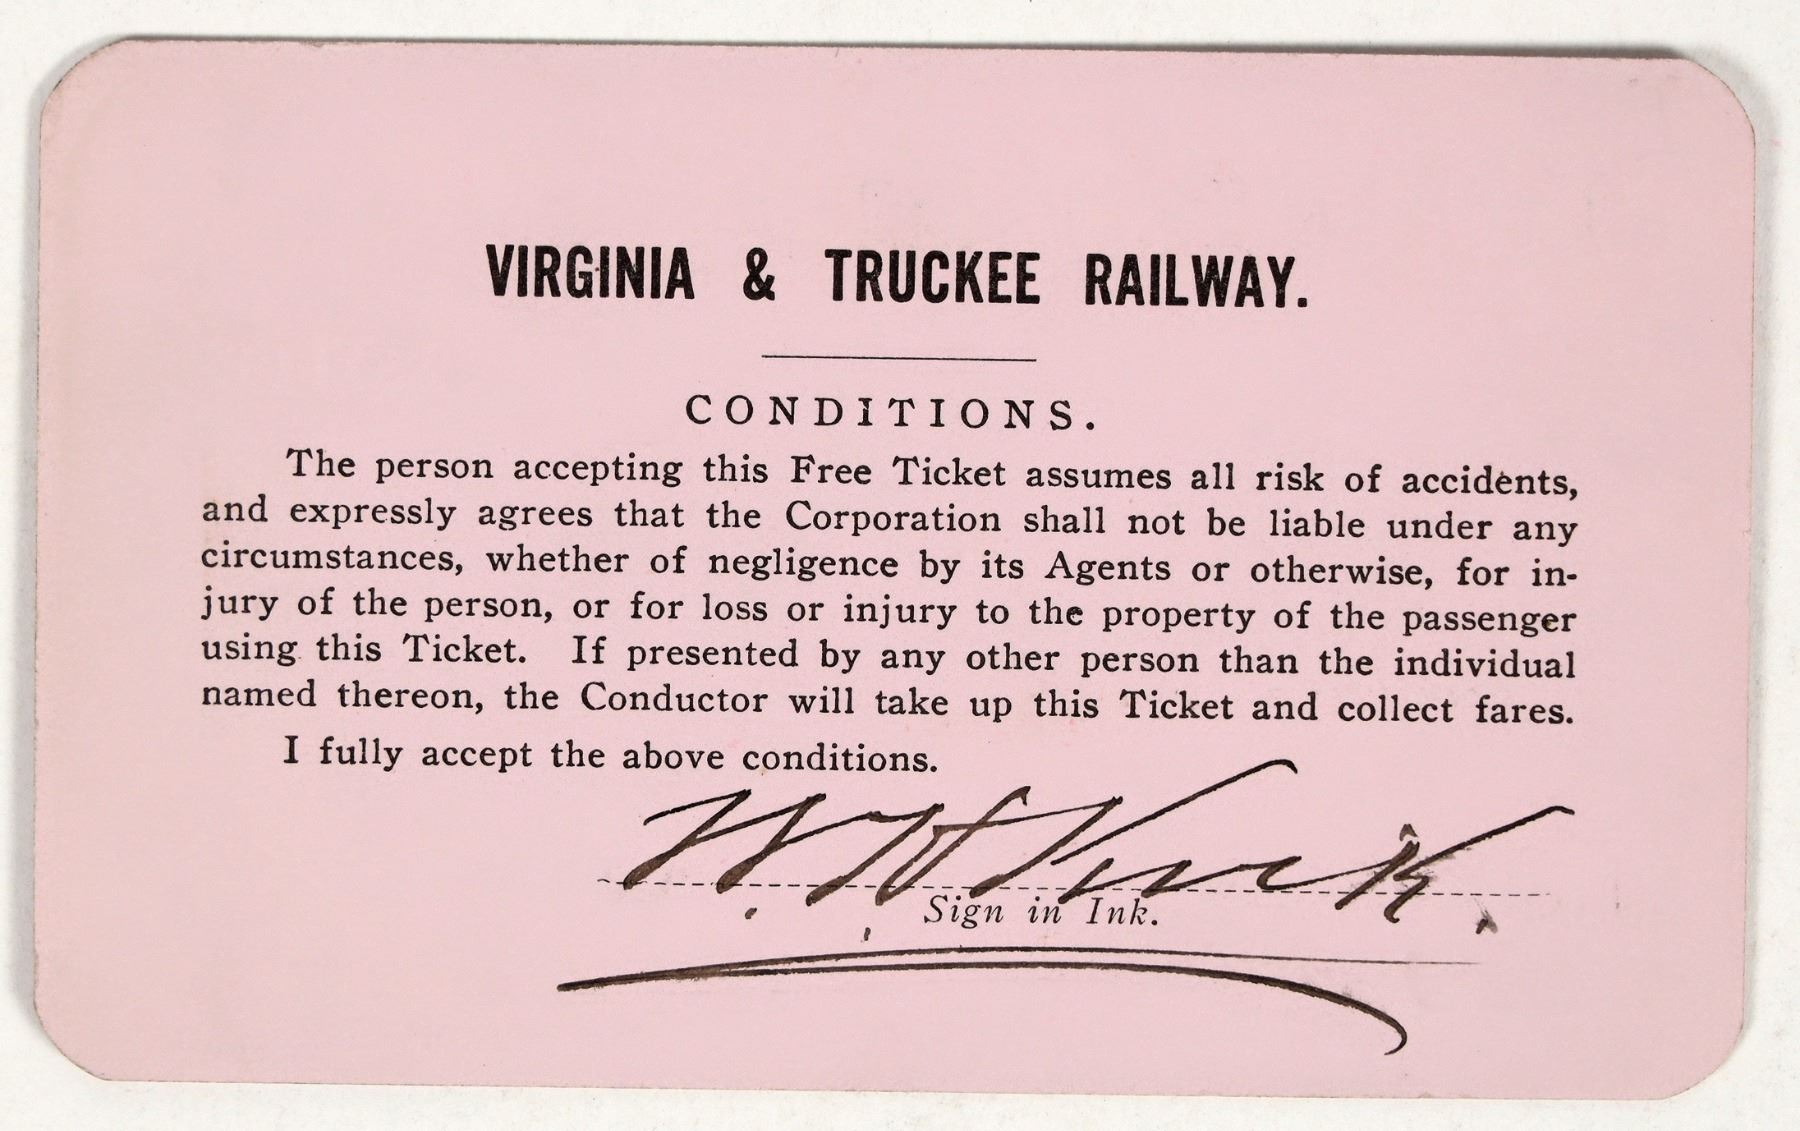 VIRGINIA & TRUCKEE RAILWAY.
CONDITIONS.
The person accepting this Free Ticket assumes all risk of accidents,
and expressly agrees that the Corporation shall not be liable under any
circumstances, whether of negligence by its Agents or otherwise, for in-
jury of the person, or for loss or injury to the property of the passenger
using this Ticket. If presented by any other person than the individual
named thereon, the Conductor will take up this Ticket and collect fares.
I fully accept the above conditions.
W. H.
Sign in Ink.